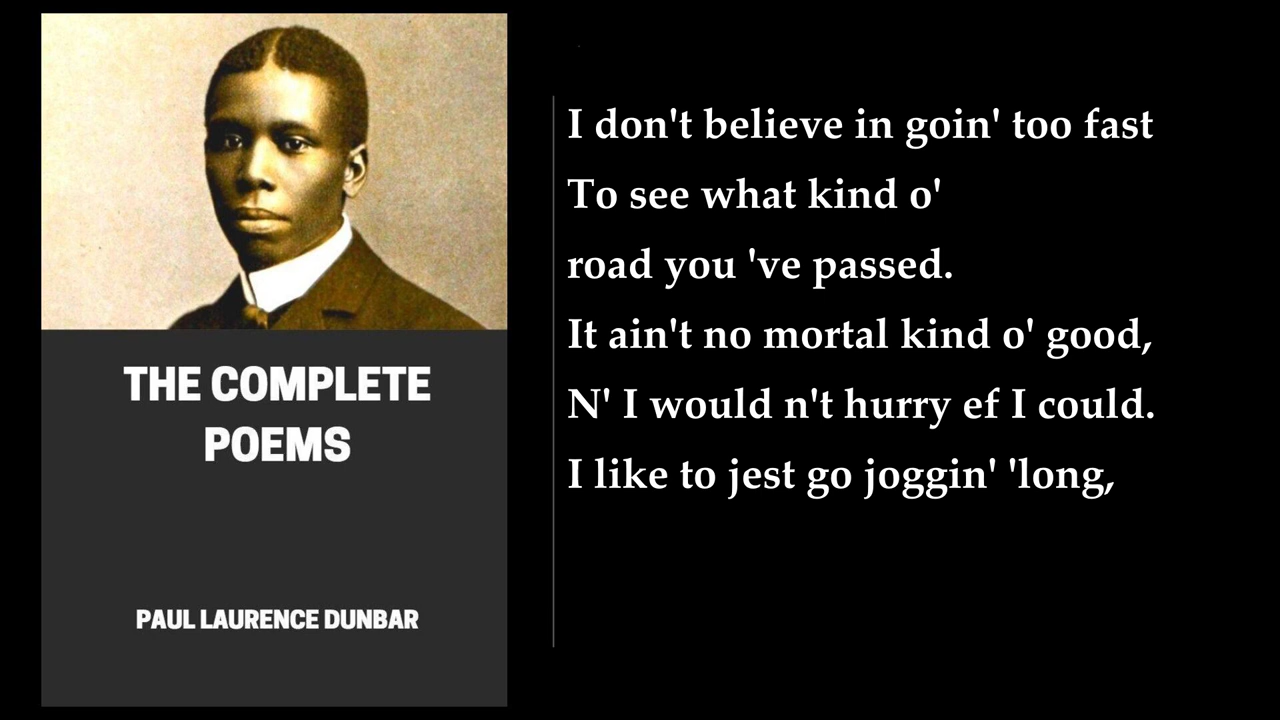 THE COMPLETE
POEMS
PAUL LAURENCE DUNBAR
I don't believe in goin' too fast
To see what kind o'
road you 've passed.
It ain't no mortal kind o' good,
N' I would n't hurry ef I could.
I like to jest go joggin' 'long,